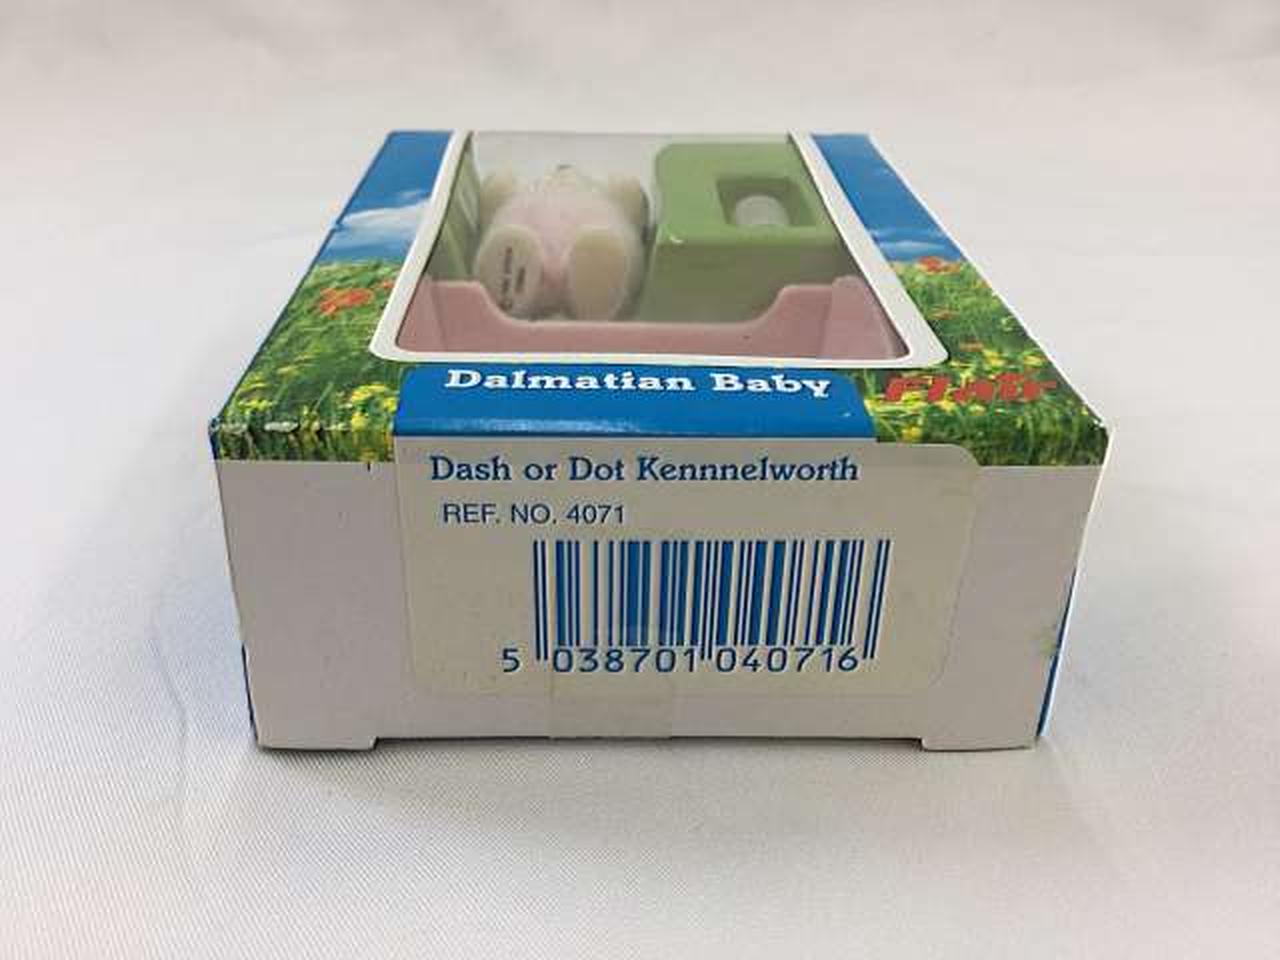 Dalmatian Baby
Flair
Dash or Dot Kennnelworth
REF. NO. 4071
5 038701 040716